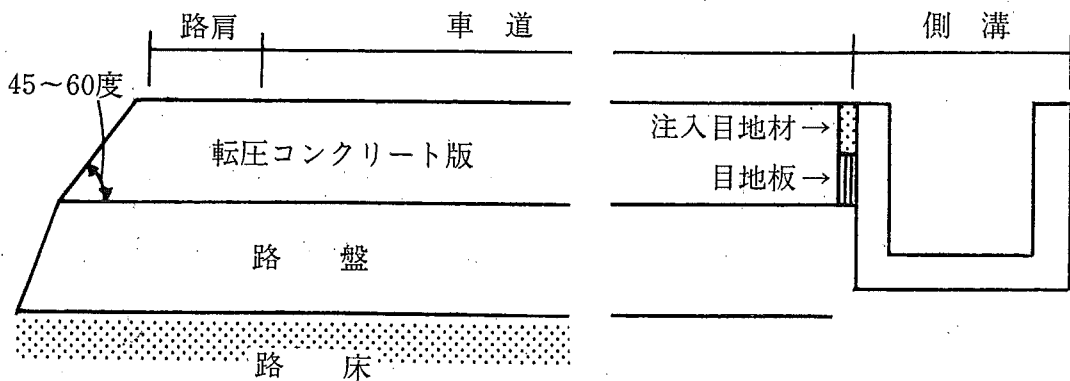 路肩
車道
側溝
45~60度
注入目地材→
転圧コンクリート版
目地板→
路盤
路床